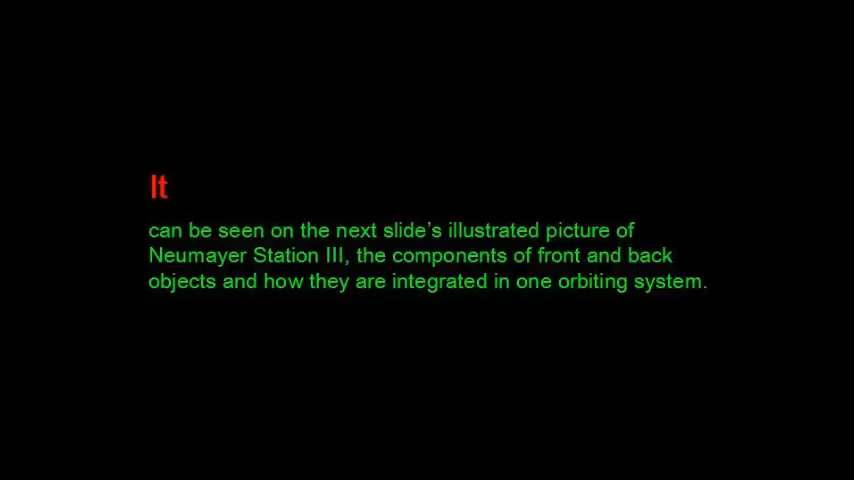 It
can be seen on the next slide’s illustrated picture of
Neumayer Station III, the components of front and back
objects and how they are integrated in one orbiting system.